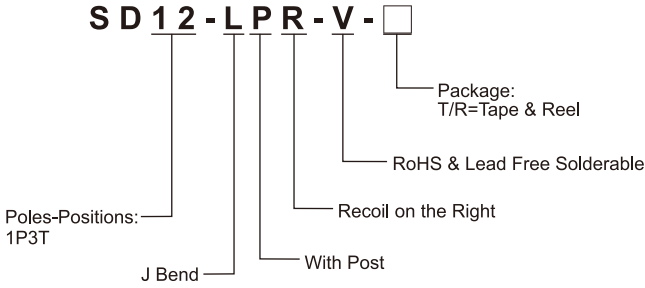 SD12-LPR-V-□
Package:
T/R=Tape & Reel
RoHS & Lead Free Solderable
Recoil on the Right
Poles-Positions:
1P3T
With Post
J Bend